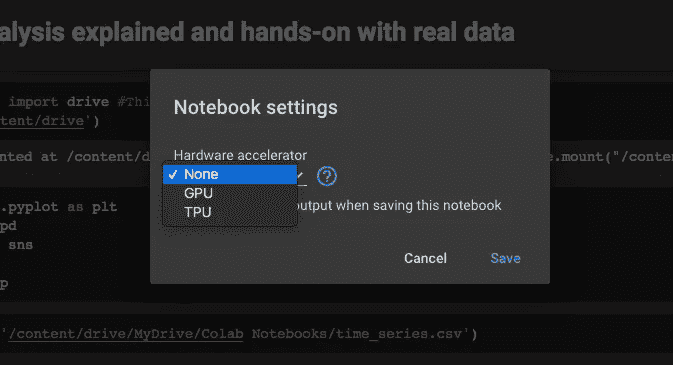 alysis explained and hands-on with real data
import drive #Thi
ntent/drive')
Notebook settings
nted at /content/d
Hardware accelerator
e.mount("/conten
✓ None
GPU
TPU
?
.pyplot as plt
output when saving this notebook
pd
sns
Cancel
Save
p
'/content/drive/MyDrive/Colab Notebooks/time_series.csv')